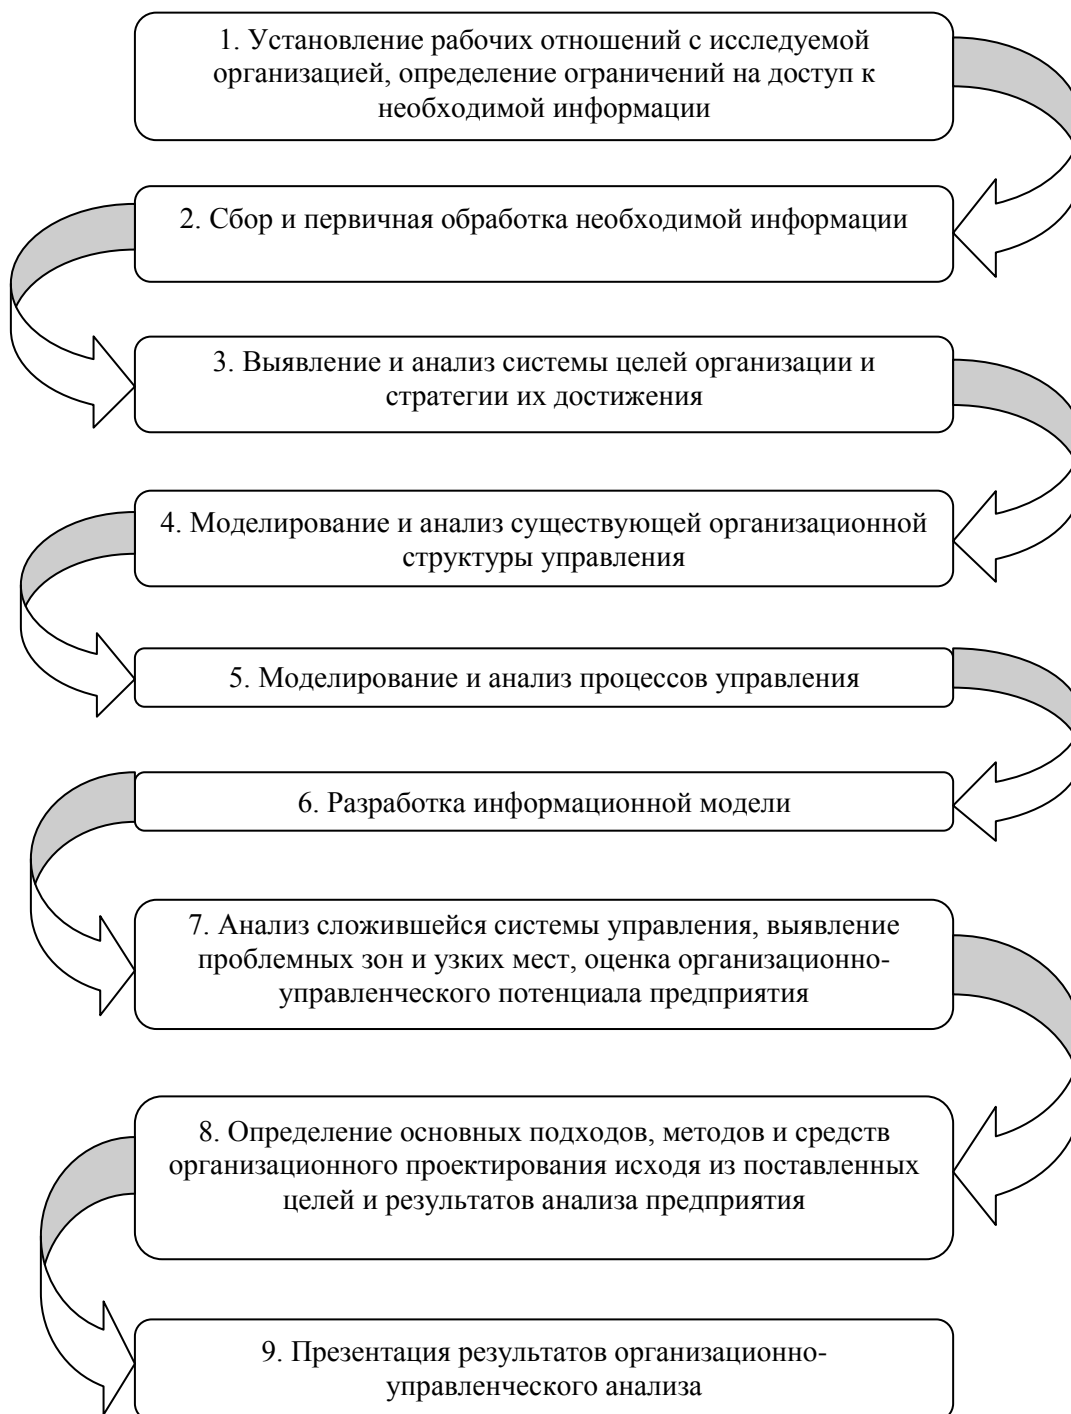 1. Установление рабочих отношений с исследуемой
организацией, определение ограничений на доступ к
необходимой информации
2. Сбор и первичная обработка необходимой информации
3. Выявление и анализ системы целей организации и
стратегии их достижения
4. Моделирование и анализ существующей организационной
структуры управления
5. Моделирование и анализ процессов управления
6. Разработка информационной модели
7. Анализ сложившейся системы управления, выявление
проблемных зон и узких мест, оценка организационно-
управленческого потенциала предприятия
8. Определение основных подходов, методов и средств
организационного проектирования исходя из поставленных
целей и результатов анализа предприятия
9. Презентация результатов организационно-
управленческого анализа